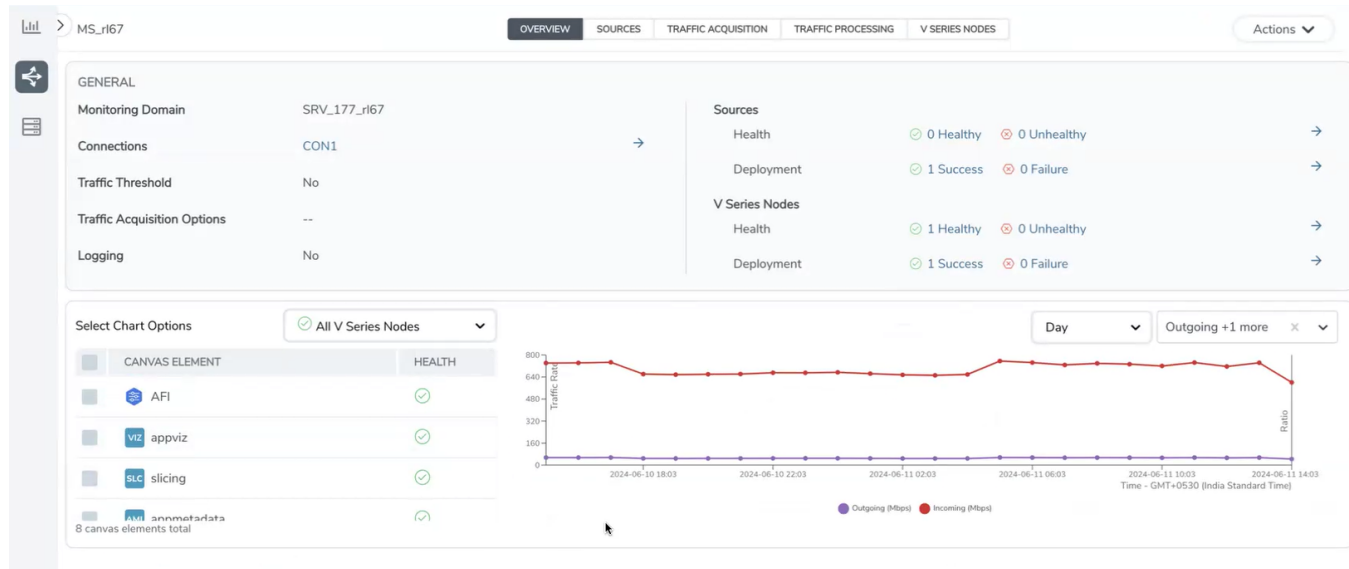 MS_rl67
OVERVIEW SOURCES TRAFFIC ACQUISITION TRAFFIC PROCESSING V SERIES NODES
Actions
GENERAL
Monitoring Domain SRV_177_rl67
Connections CON1
Traffic Threshold No
Traffic Acquisition Options --
Logging No
Sources
Health 0 Healthy 0 Unhealthy
Deployment 1 Success 0 Failure
V Series Nodes
Health 1 Healthy 0 Unhealthy
Deployment 1 Success 0 Failure
Select Chart Options All V Series Nodes
Day Outgoing +1 more
CANVAS ELEMENT HEALTH
AFI
VIZ appviz
SLC slicing
AMI appmetadata
8 canvas elements total
800
640
480
320
160
0
Traffic Rate
Ratio
2024-06-10 18:03 2024-06-10 22:03 2024-06-11 02:03 2024-06-11 06:03 2024-06-11 10:03 2024-06-11 14:03
Time - GMT+0530 (India Standard Time)
Outgoing (Mbps) Incoming (Mbps)